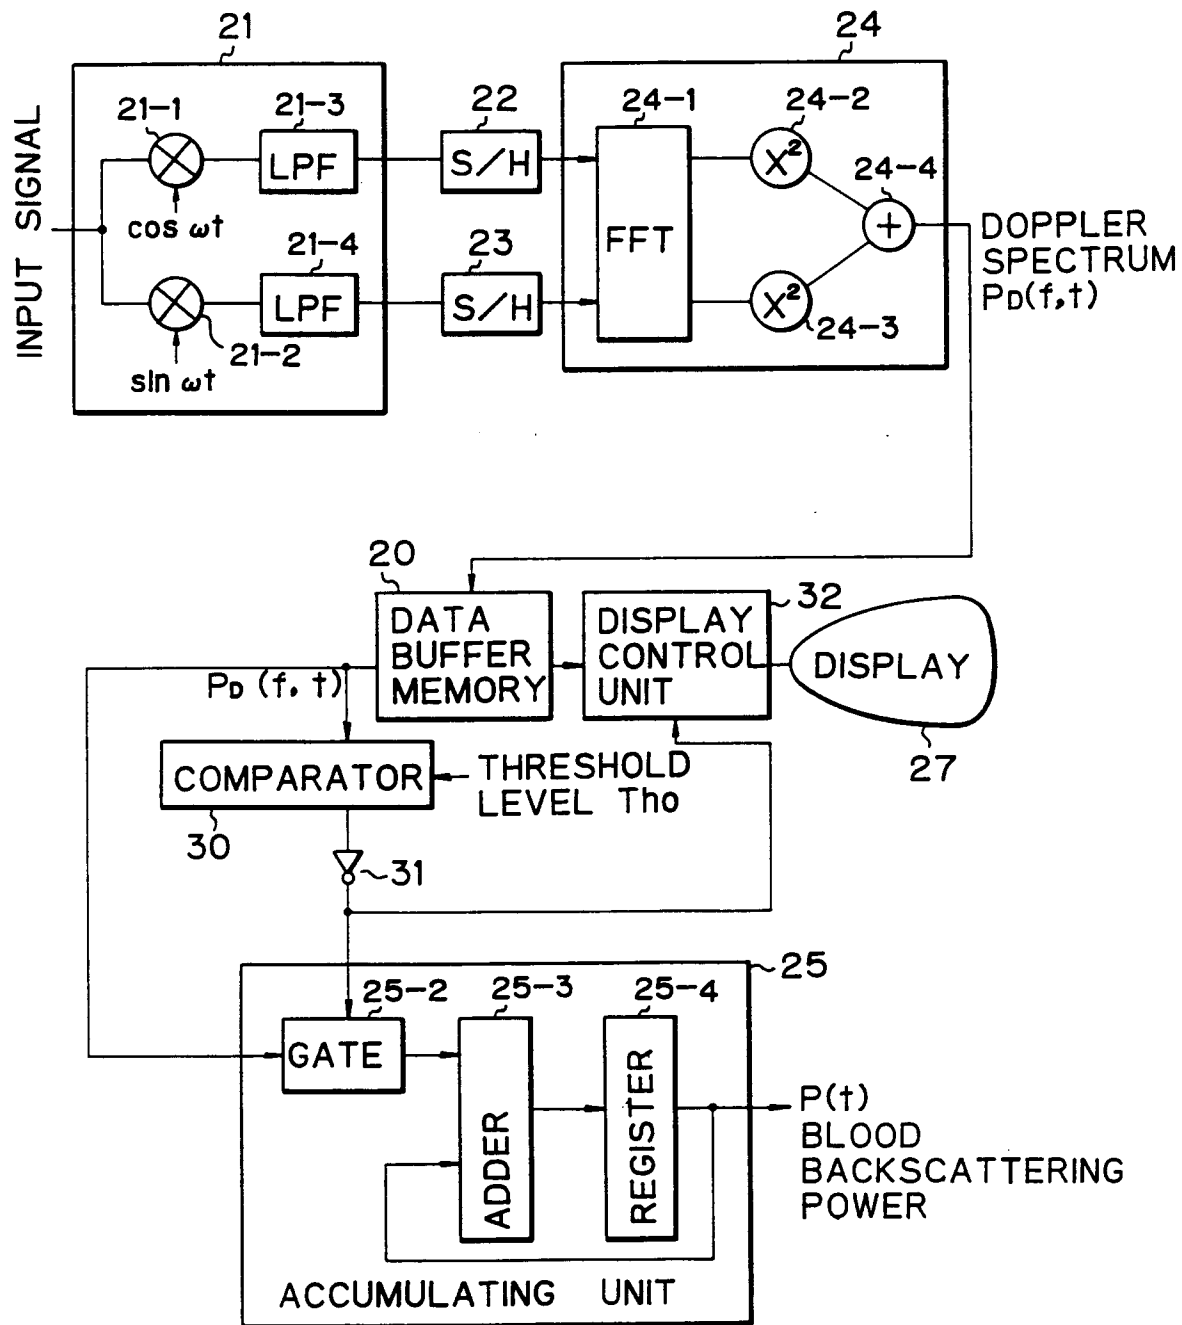 21
24
21-1
21-3
22
24-1
24-2
LPF
S/H
X²
24-4
cos ωt
INPUT SIGNAL
21-4
23
FFT
+
DOPPLER
SPECTRUM
PD(f,t)
LPF
S/H
X²
21-2
24-3
sin ωt
20
32
DATA
BUFFER
MEMORY
DISPLAY
CONTROL
UNIT
DISPLAY
PD (f, t)
27
COMPARATOR
THRESHOLD
LEVEL Tho
30
31
25
25-2
25-3
25-4
GATE
ADDER
REGISTER
P(t)
BLOOD
BACKSCATTERING
POWER
ACCUMULATING UNIT